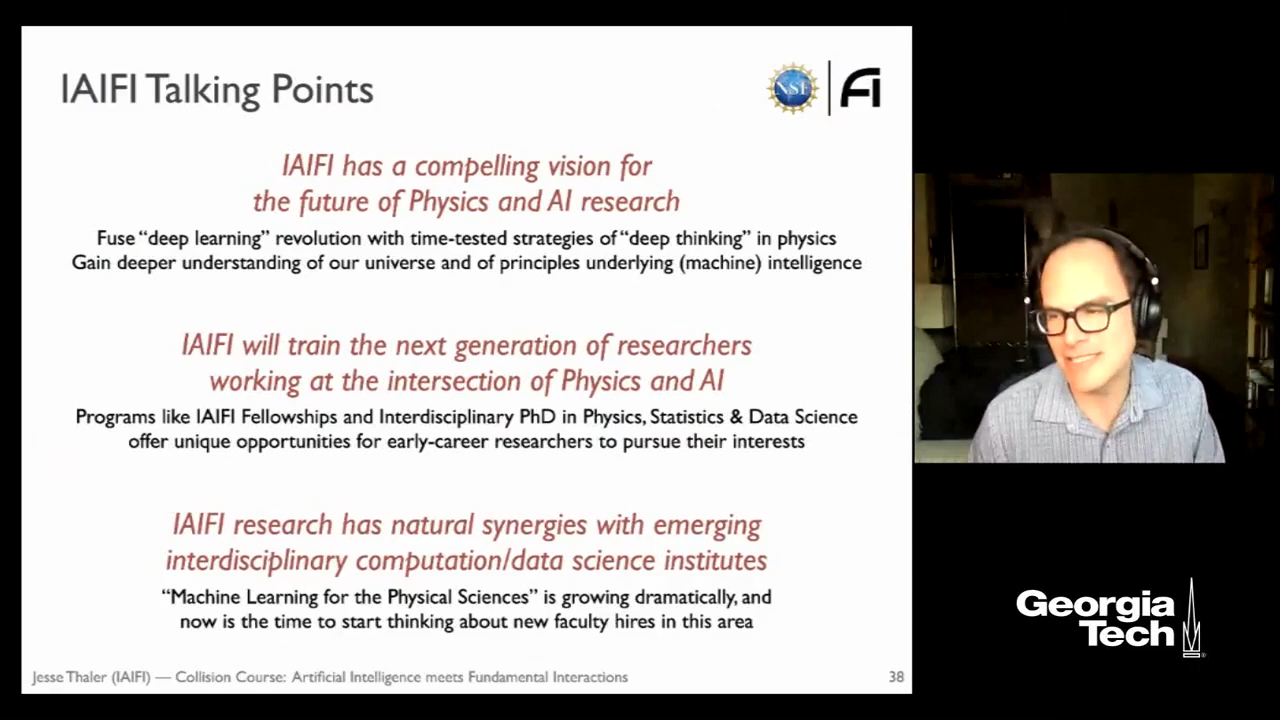 IAIFI Talking Points
NSF
FI
IAIFI has a compelling vision for
the future of Physics and AI research
Fuse “deep learning” revolution with time-tested strategies of “deep thinking” in physics
Gain deeper understanding of our universe and of principles underlying (machine) intelligence
IAIFI will train the next generation of researchers
working at the intersection of Physics and AI
Programs like IAIFI Fellowships and Interdisciplinary PhD in Physics, Statistics & Data Science
offer unique opportunities for early-career researchers to pursue their interests
IAIFI research has natural synergies with emerging
interdisciplinary computation/data science institutes
“Machine Learning for the Physical Sciences” is growing dramatically, and
now is the time to start thinking about new faculty hires in this area
Jesse Thaler (IAIFI) — Collision Course: Artificial Intelligence meets Fundamental Interactions
38
Georgia
Tech